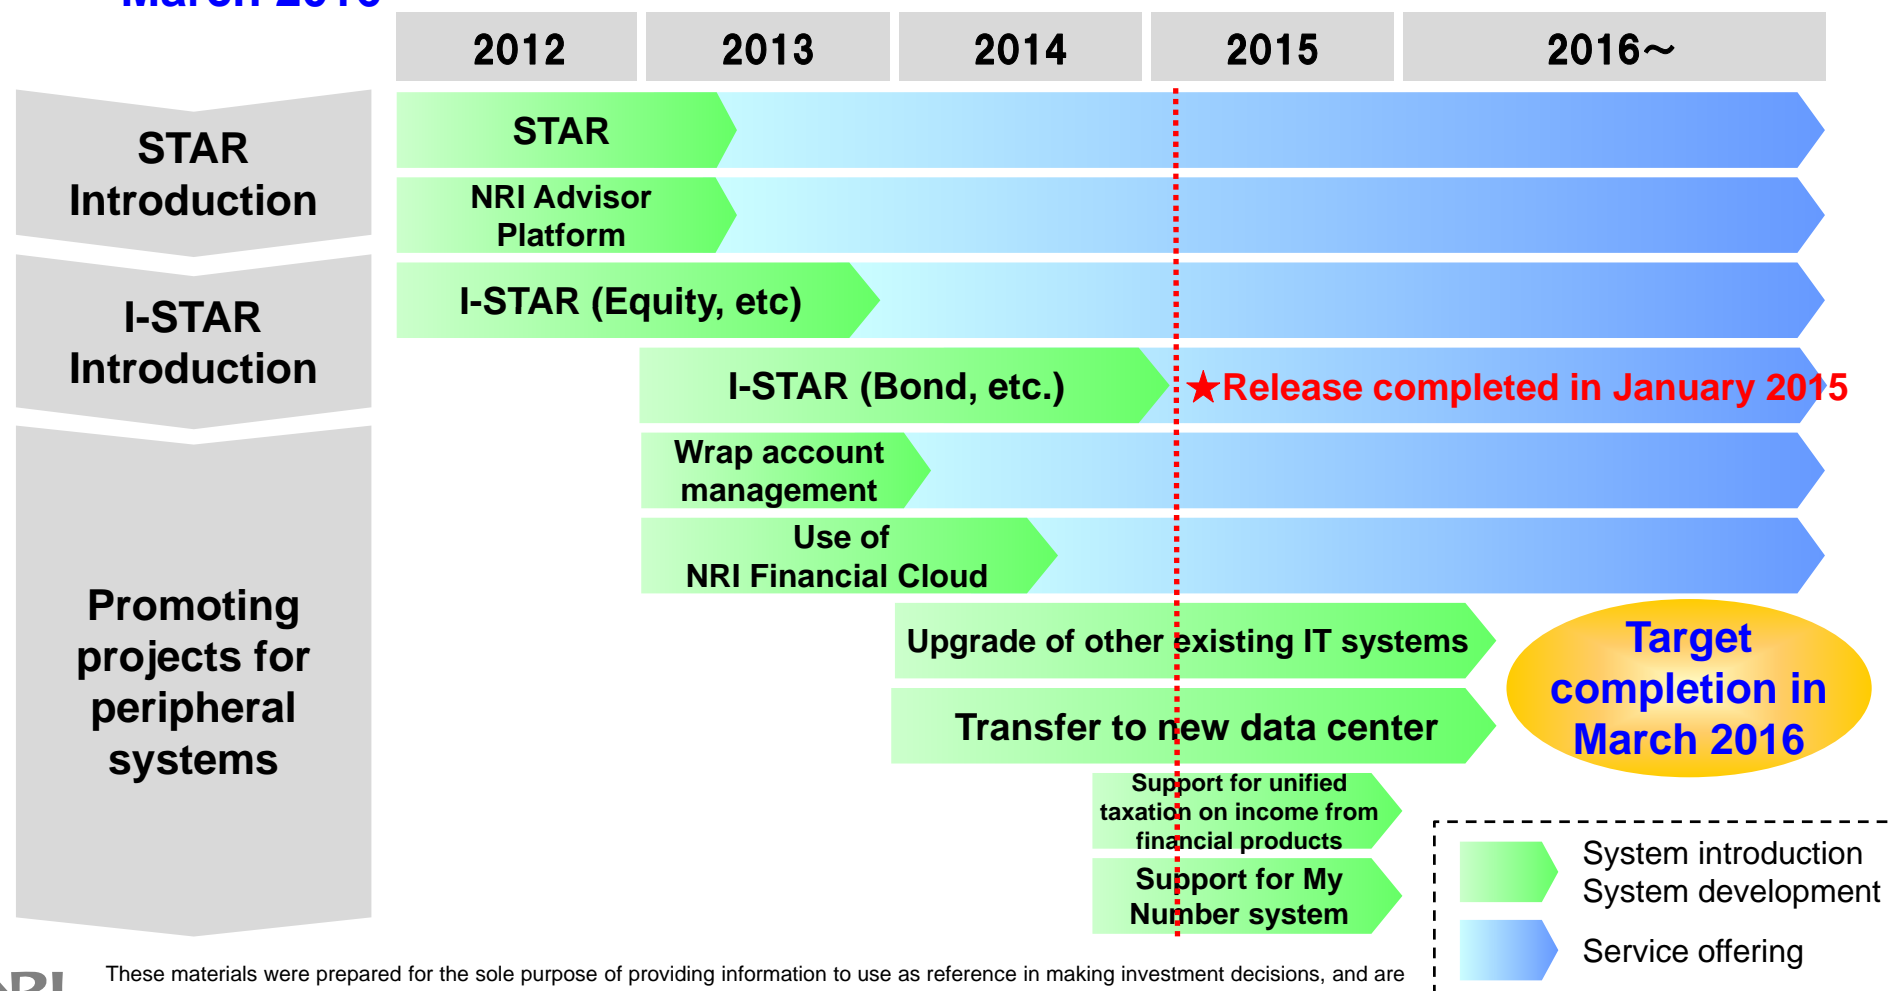 March 2016
2012
2013
2014
2015
2016～
STAR
Introduction
STAR
NRI Advisor
Platform
I-STAR
Introduction
I-STAR (Equity, etc)
I-STAR (Bond, etc.)
★Release completed in January 2015
Promoting
projects for
peripheral
systems
Wrap account
management
Use of
NRI Financial Cloud
Upgrade of other existing IT systems
Transfer to new data center
Target
completion in
March 2016
Support for unified
taxation on income from
financial products
Support for My
Number system
System introduction
System development
Service offering
NRI
These materials were prepared for the sole purpose of providing information to use as reference in making investment decisions, and are